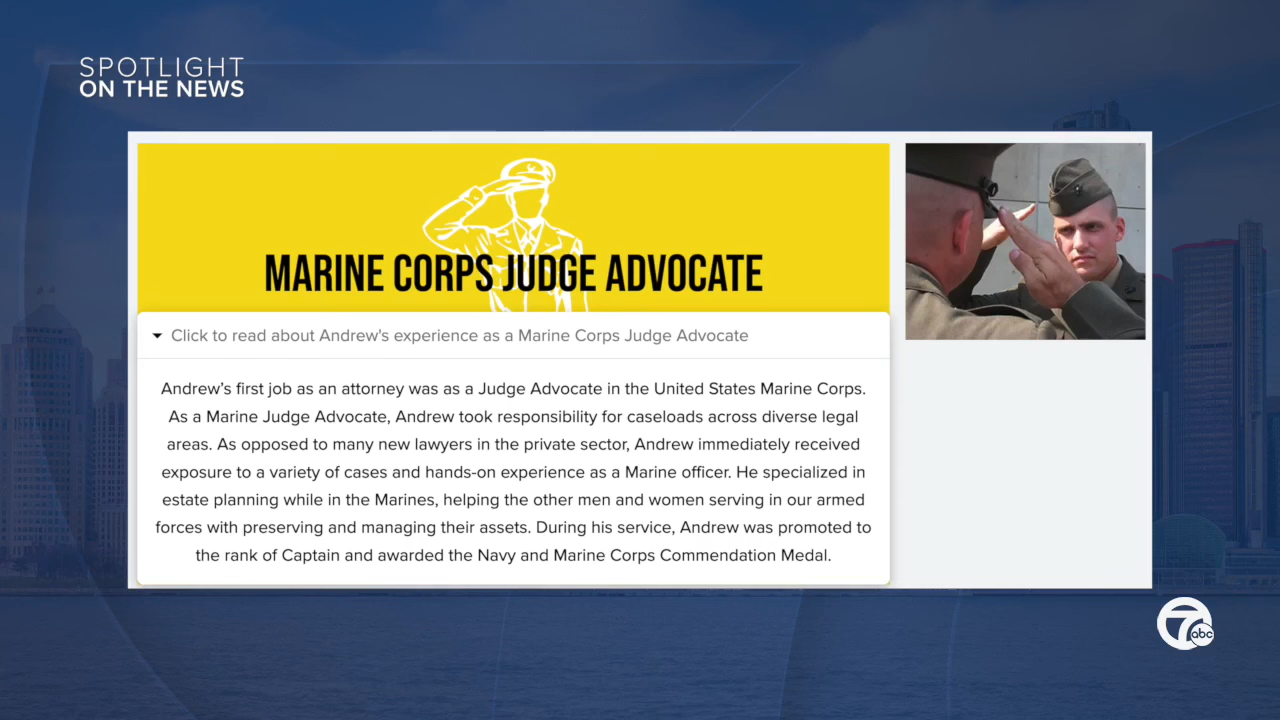 SPOTLIGHT
ON THE NEWS
MARINE CORPS JUDGE ADVOCATE
Click to read about Andrew's experience as a Marine Corps Judge Advocate
Andrew’s first job as an attorney was as a Judge Advocate in the United States Marine Corps.
As a Marine Judge Advocate, Andrew took responsibility for caseloads across diverse legal
areas. As opposed to many new lawyers in the private sector, Andrew immediately received
exposure to a variety of cases and hands-on experience as a Marine officer. He specialized in
estate planning while in the Marines, helping the other men and women serving in our armed
forces with preserving and managing their assets. During his service, Andrew was promoted to
the rank of Captain and awarded the Navy and Marine Corps Commendation Medal.
7 abc